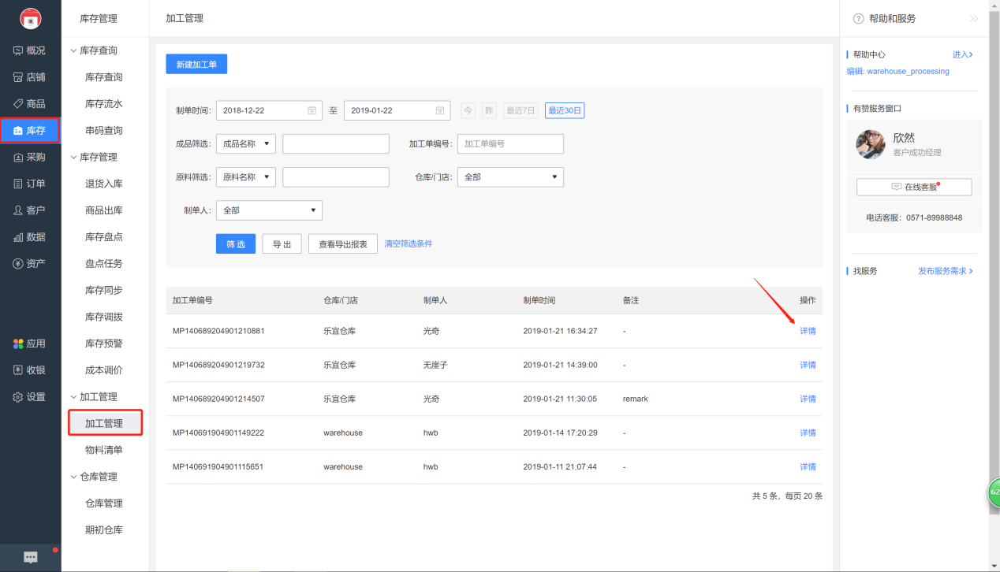 库存管理
加工管理
帮助和服务
概况
店铺
商品
库存
采购
订单
客户
数据
资产
应用
收银
设置
库存查询
库存查询
库存流水
串码查询
库存管理
退货入库
商品出库
库存盘点
盘点任务
库存同步
库存调拨
库存预警
成本调价
加工管理
加工管理
物料清单
仓库管理
仓库管理
期初仓库
新建加工单
制单时间: 2018-12-22 至 2019-01-22 今 昨 最近7日 最近30日
成品筛选: 成品名称 加工单编号: 加工单编号
原料筛选: 原料名称 仓库/门店: 全部
制单人: 全部
筛 选 导 出 查看导出报表 清空筛选条件
加工单编号 仓库/门店 制单人 制单时间 备注 操作
MP140689204901210881 乐宜仓库 光奇 2019-01-21 16:34:27 - 详情
MP140689204901219732 乐宜仓库 无崖子 2019-01-21 14:39:00 - 详情
MP140689204901214507 乐宜仓库 光奇 2019-01-21 11:30:05 remark 详情
MP140691904901149222 warehouse hwb 2019-01-14 17:20:29 - 详情
MP140691904901115651 warehouse hwb 2019-01-11 21:07:44 - 详情
共 5 条，每页 20 条
帮助中心 进入
编辑: warehouse_processing
有赞服务窗口
欣然
客户成功经理
在线客服
电话客服：0571-89988848
找服务 发布服务需求
62